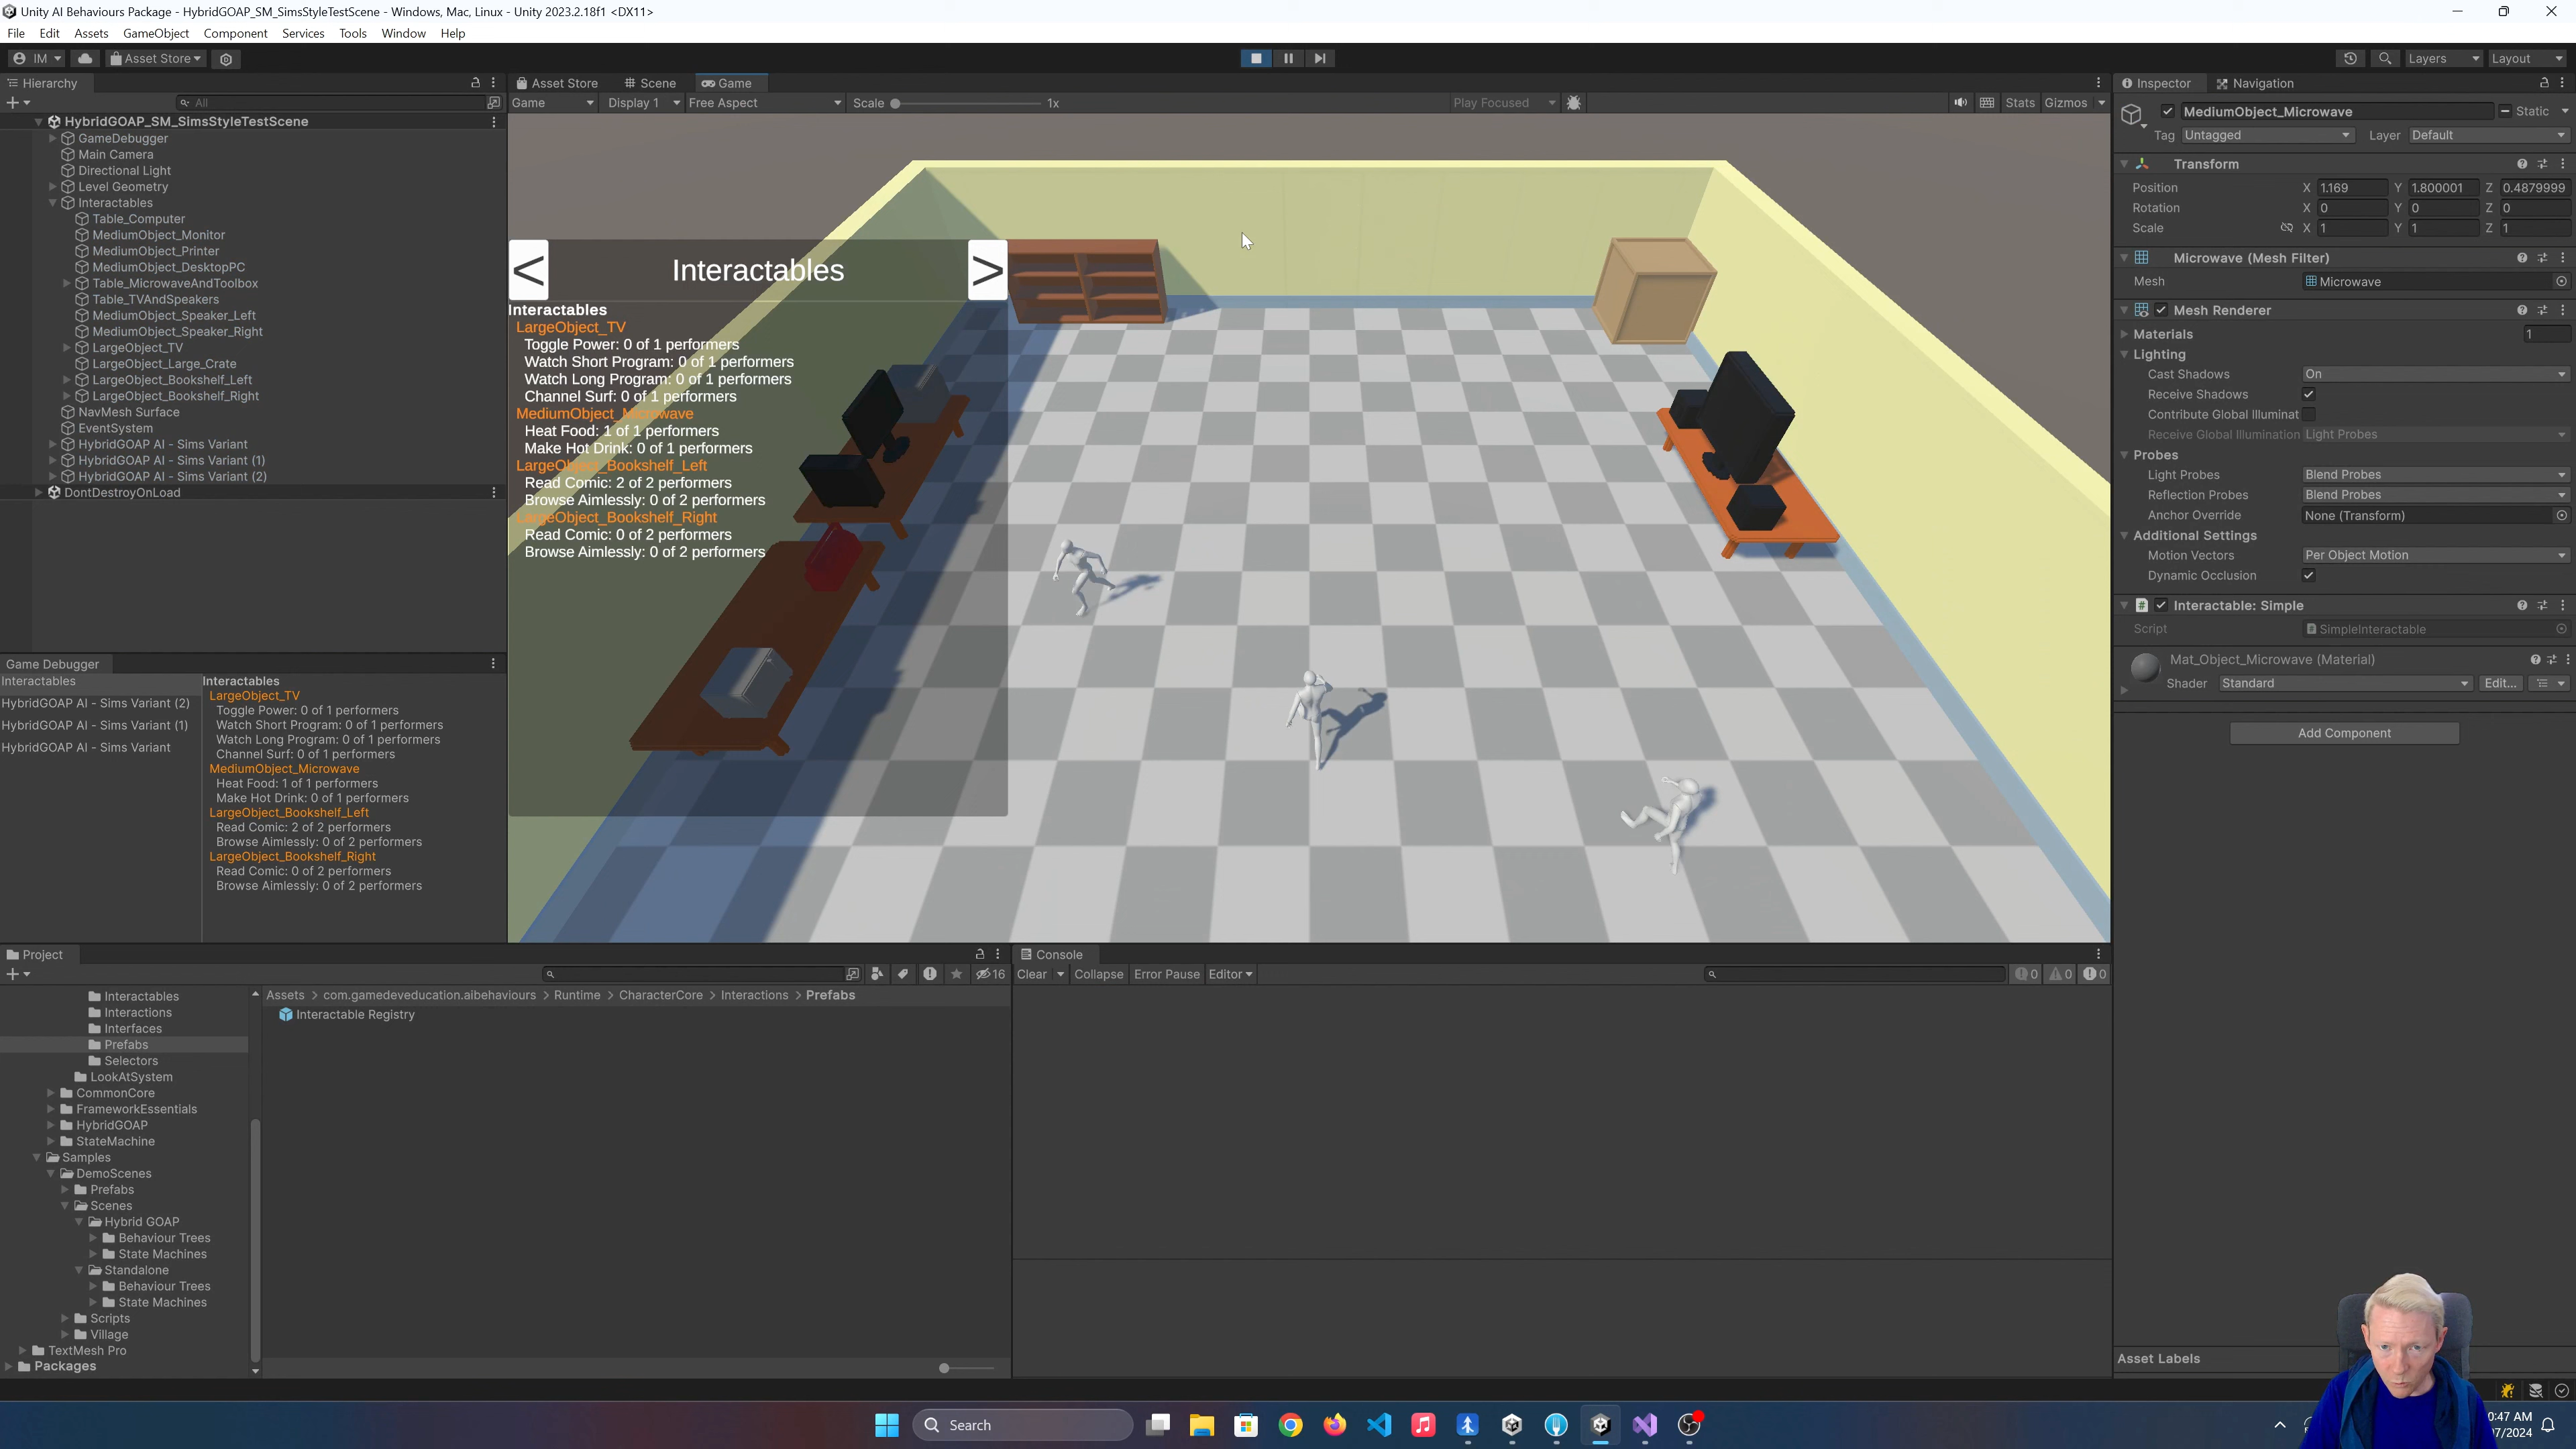 Unity AI Behaviours Package - HybridGOAP_SM_SimsStyleTestScene - Windows, Mac, Linux - Unity 2023.2.18f1 <DX11>
File Edit Assets GameObject Component Services Tools Window Help
IM Asset Store Layers Layout
Hierarchy
All
HybridGOAP_SM_SimsStyleTestScene
GameDebugger
Main Camera
Directional Light
Level Geometry
Interactables
Table_Computer
MediumObject_Monitor
MediumObject_Printer
MediumObject_DesktopPC
Table_MicrowaveAndToolbox
Table_TVAndSpeakers
MediumObject_Speaker_Left
MediumObject_Speaker_Right
LargeObject_TV
LargeObject_Large_Crate
LargeObject_Bookshelf_Left
LargeObject_Bookshelf_Right
NavMesh Surface
EventSystem
HybridGOAP AI - Sims Variant
HybridGOAP AI - Sims Variant (1)
HybridGOAP AI - Sims Variant (2)
DontDestroyOnLoad
Game Debugger
Interactables
HybridGOAP AI - Sims Variant (2)
HybridGOAP AI - Sims Variant (1)
HybridGOAP AI - Sims Variant
Interactables
LargeObject_TV
Toggle Power: 0 of 1 performers
Watch Short Program: 0 of 1 performers
Watch Long Program: 0 of 1 performers
Channel Surf: 0 of 1 performers
MediumObject_Microwave
Heat Food: 1 of 1 performers
Make Hot Drink: 0 of 1 performers
LargeObject_Bookshelf_Left
Read Comic: 2 of 2 performers
Browse Aimlessly: 0 of 2 performers
LargeObject_Bookshelf_Right
Read Comic: 0 of 2 performers
Browse Aimlessly: 0 of 2 performers
Asset Store Scene Game
Game Display 1 Free Aspect Scale 1x Play Focused Stats Gizmos
< Interactables >
Interactables
LargeObject_TV
Toggle Power: 0 of 1 performers
Watch Short Program: 0 of 1 performers
Watch Long Program: 0 of 1 performers
Channel Surf: 0 of 1 performers
MediumObject_Microwave
Heat Food: 1 of 1 performers
Make Hot Drink: 0 of 1 performers
LargeObject_Bookshelf_Left
Read Comic: 2 of 2 performers
Browse Aimlessly: 0 of 2 performers
LargeObject_Bookshelf_Right
Read Comic: 0 of 2 performers
Browse Aimlessly: 0 of 2 performers
Inspector Navigation
MediumObject_Microwave Static
Tag Untagged Layer Default
Transform
Position X 1.169 Y 1.800001 Z 0.4879999
Rotation X 0 Y 0 Z 0
Scale X 1 Y 1 Z 1
Microwave (Mesh Filter)
Mesh Microwave
Mesh Renderer
Materials 1
Lighting
Cast Shadows On
Receive Shadows
Contribute Global Illuminat
Receive Global Illumination Light Probes
Probes
Light Probes Blend Probes
Reflection Probes Blend Probes
Anchor Override None (Transform)
Additional Settings
Motion Vectors Per Object Motion
Dynamic Occlusion
Interactable: Simple
Script SimpleInteractable
Mat_Object_Microwave (Material)
Shader Standard Edit...
Add Component
Asset Labels
Project
16
Interactables
Interactions
Interfaces
Prefabs
Selectors
LookAtSystem
CommonCore
FrameworkEssentials
HybridGOAP
StateMachine
Samples
DemoScenes
Prefabs
Scenes
Hybrid GOAP
Behaviour Trees
State Machines
Standalone
Behaviour Trees
State Machines
Scripts
Village
TextMesh Pro
Packages
Assets > com.gamedeveducation.aibehaviours > Runtime > CharacterCore > Interactions > Prefabs
Interactable Registry
Console
Clear Collapse Error Pause Editor 0 0 0
Search
0:47 AM
7/2024